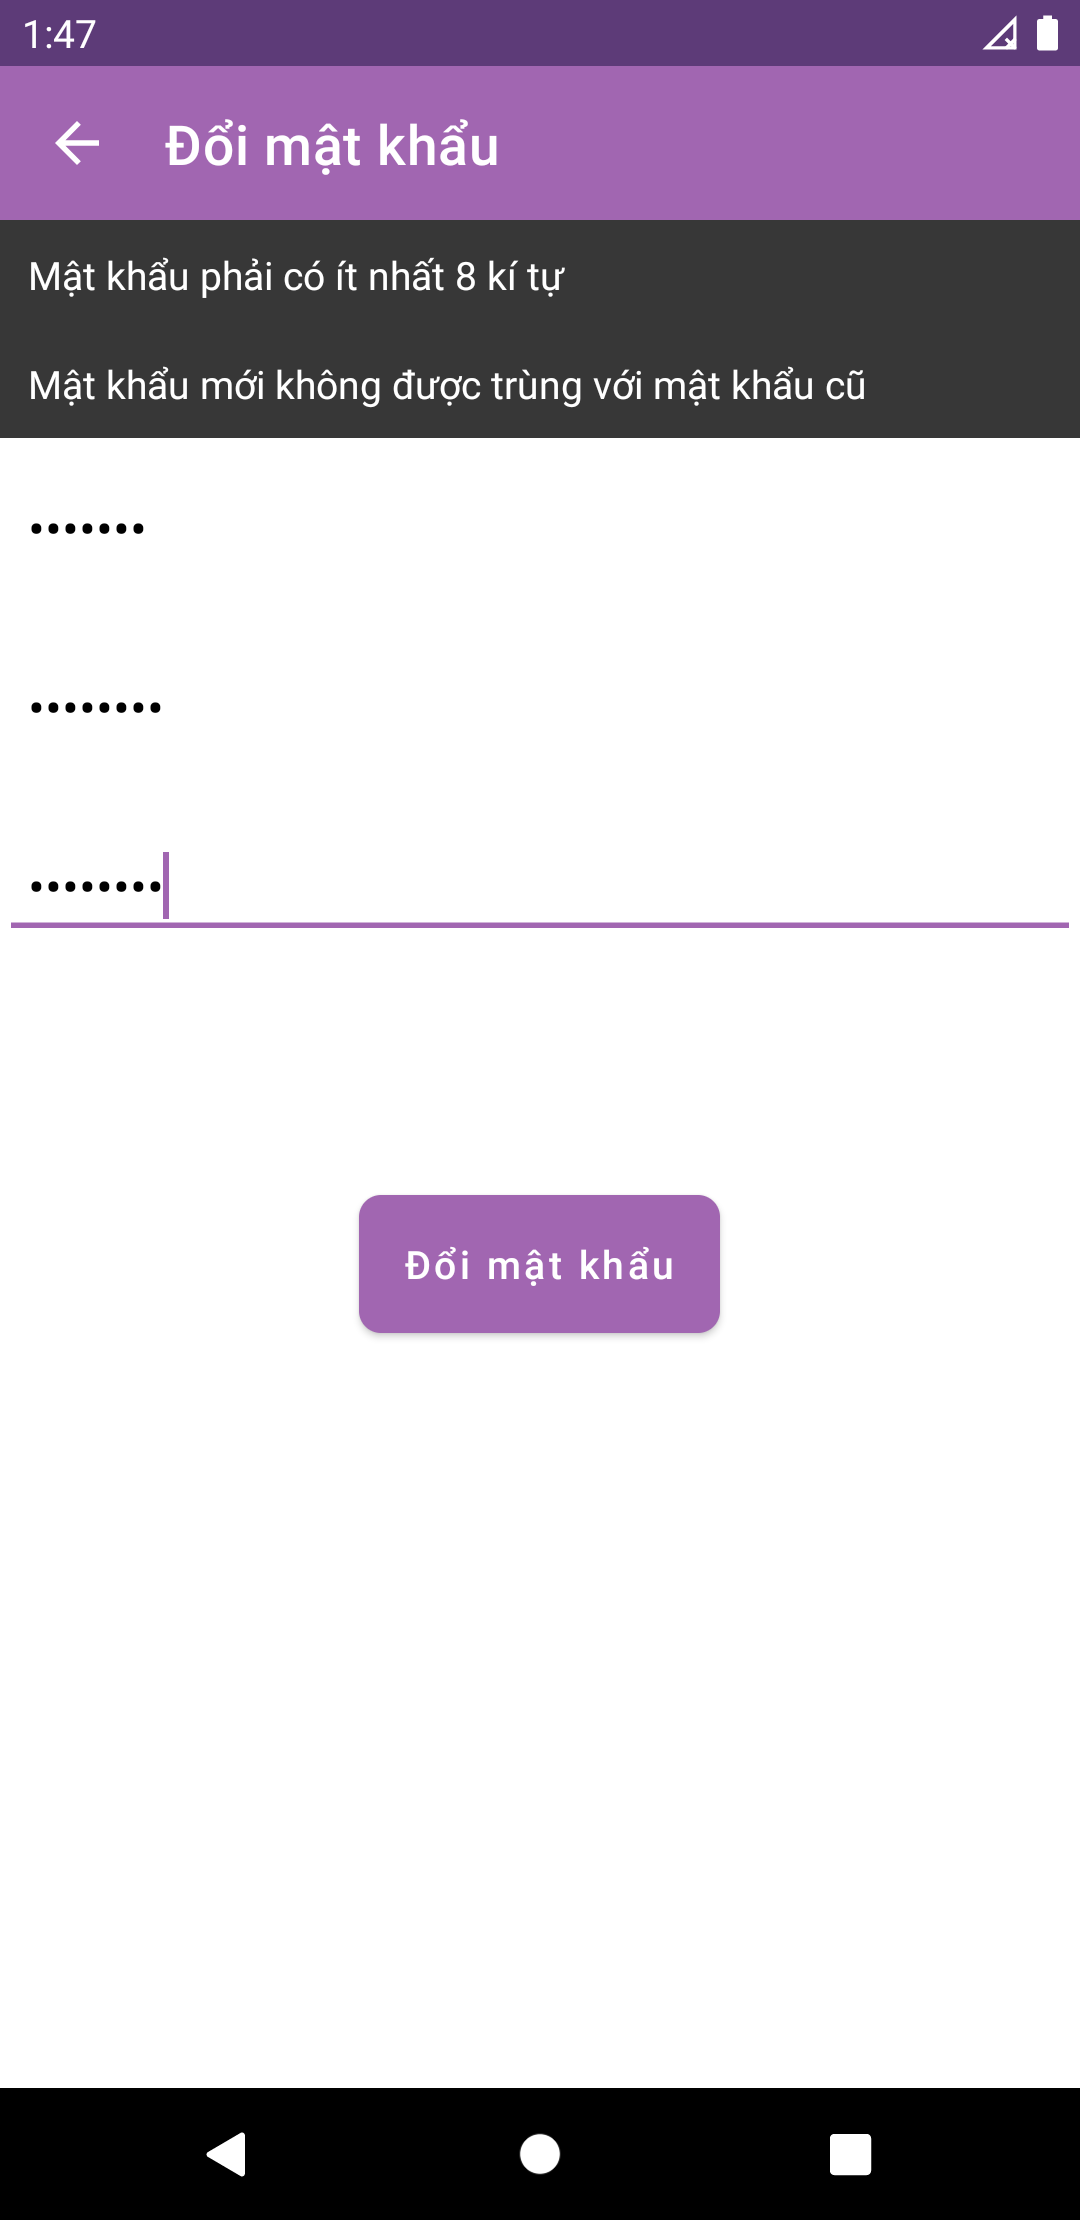 1:47
Đổi mật khẩu
Mật khẩu phải có ít nhất 8 kí tự
Mật khẩu mới không được trùng với mật khẩu cũ
•••••••
••••••••
••••••••
Đổi mật khẩu